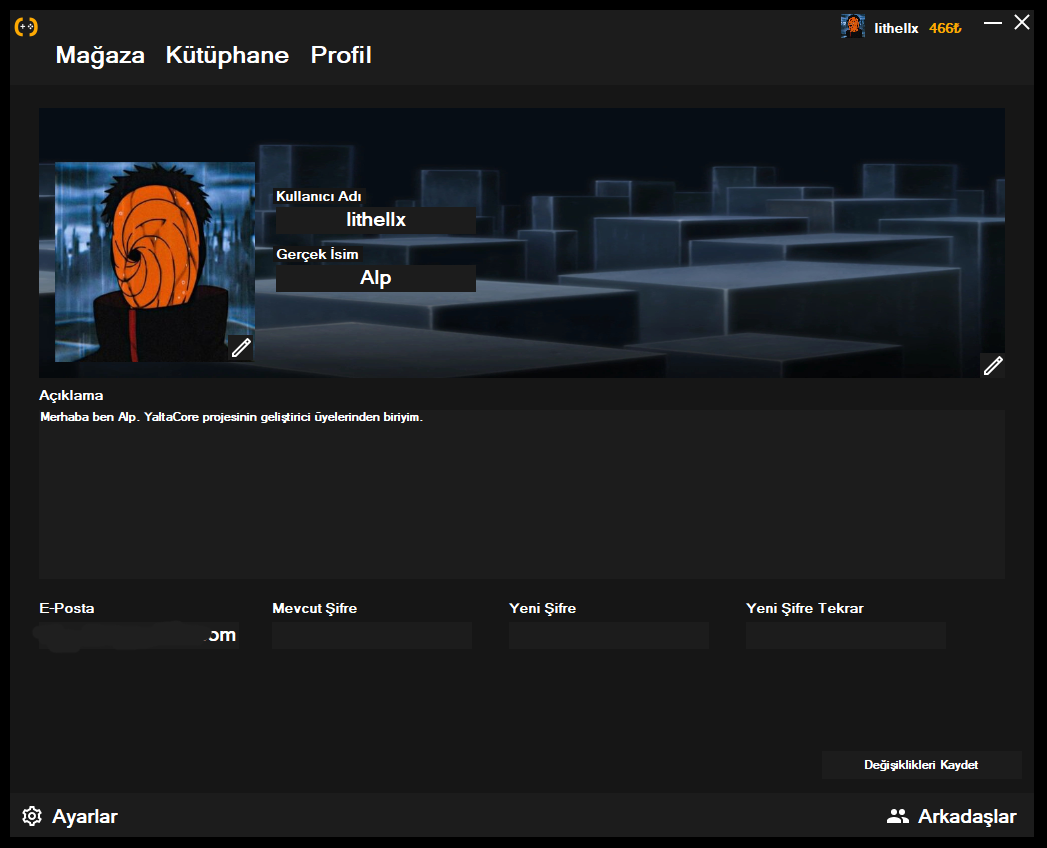 lithellx 466₺
Mağaza Kütüphane Profil
Kullanıcı Adı
lithellx
Gerçek İsim
Alp
Açıklama
Merhaba ben Alp. YaltaCore projesinin geliştirici üyelerinden biriyim.
E-Posta Mevcut Şifre Yeni Şifre Yeni Şifre Tekrar
om
Değişiklikleri Kaydet
Ayarlar Arkadaşlar